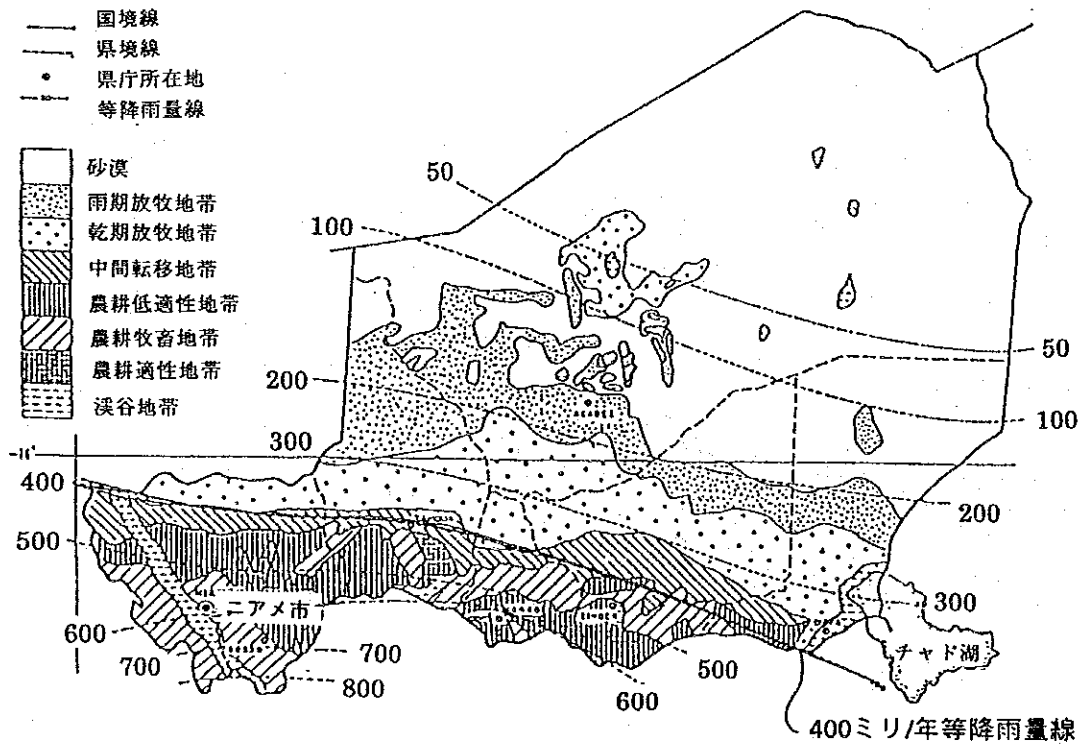 国境線
県境線
県庁所在地
等降雨量線
砂漠
雨期放牧地帯
乾期放牧地帯
中間転移地帯
農耕低適性地帯
農耕牧畜地帯
農耕適性地帯
渓谷地帯
50
100
200
300
400
500
600
700
ニアメ市
700
800
600
500
50
100
200
300
チャド湖
400ミリ/年等降雨量線